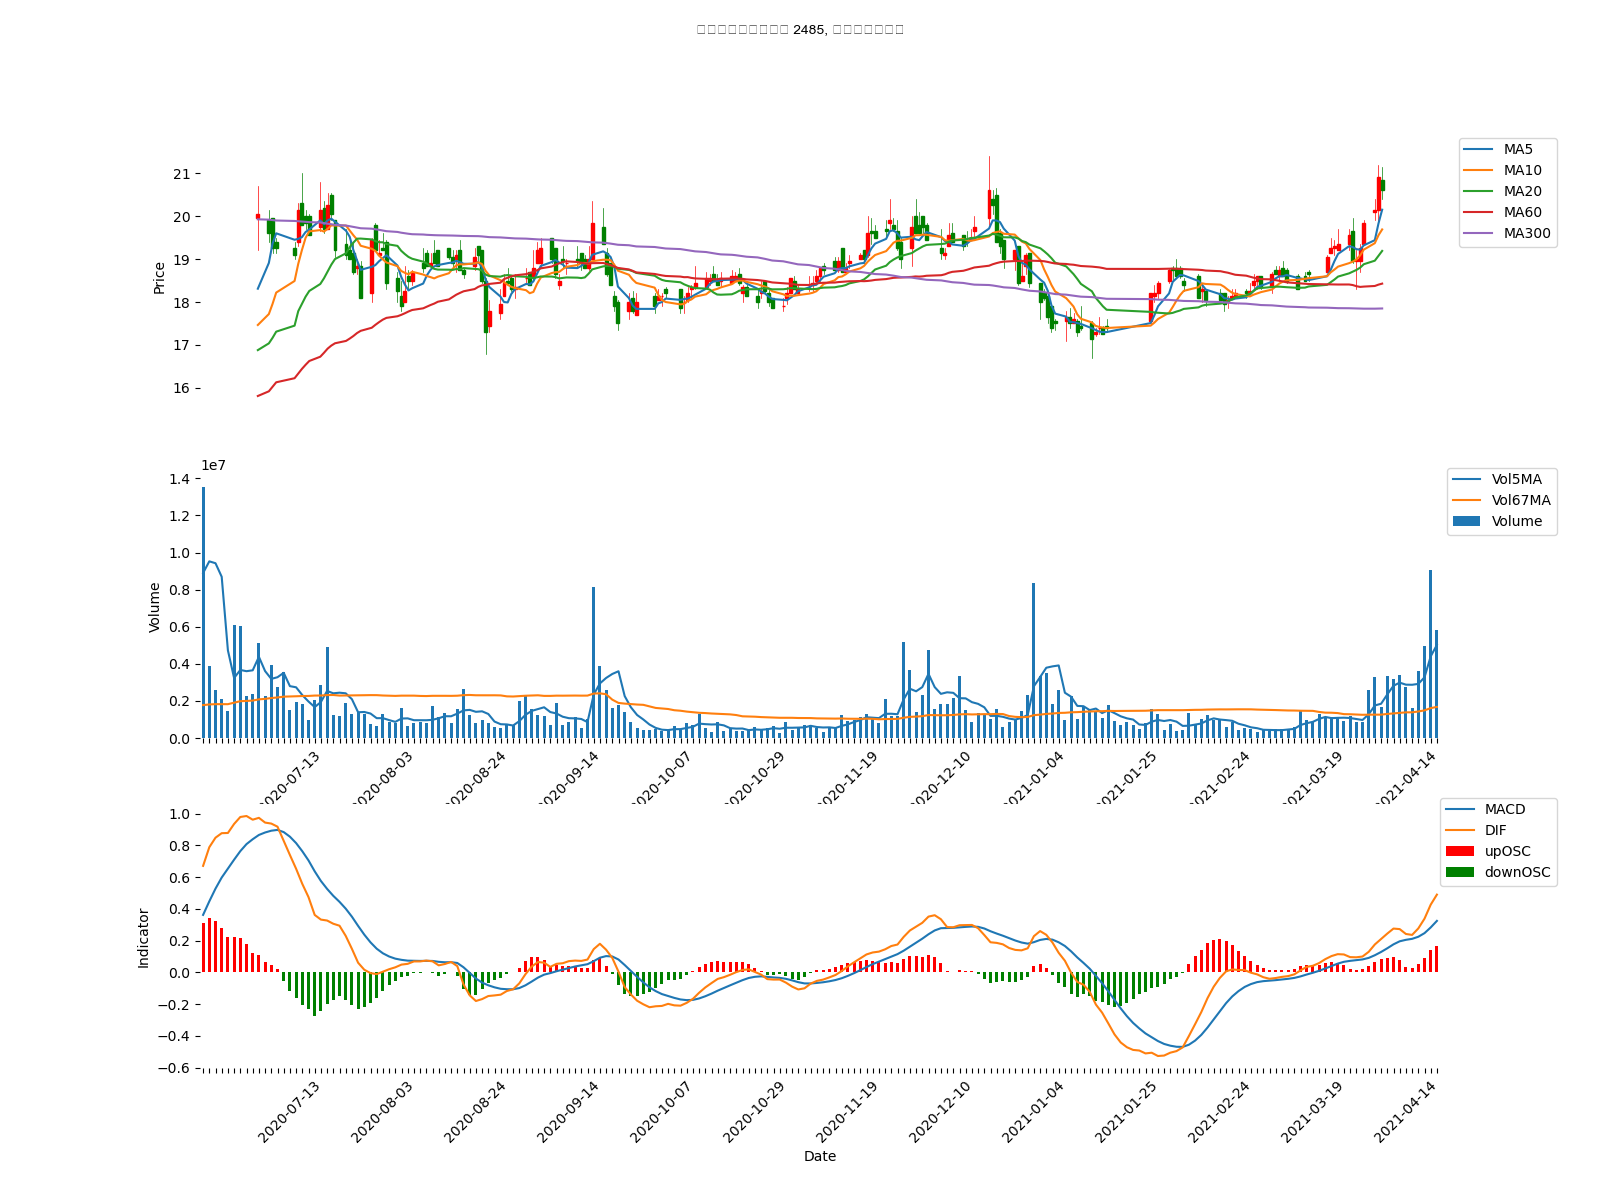 2485,
Price
21
20
19
18
17
16
MA5
MA10
MA20
MA60
MA300
1e7
Volume
1.4
1.2
1.0
0.8
0.6
0.4
0.2
0.0
Vol5MA
Vol67MA
Volume
2020-07-13
2020-08-03
2020-08-24
2020-09-14
2020-10-07
2020-10-29
2020-11-19
2020-12-10
2021-01-04
2021-01-25
2021-02-24
2021-03-19
2021-04-14
Indicator
1.0
0.8
0.6
0.4
0.2
0.0
−0.2
−0.4
−0.6
MACD
DIF
upOSC
downOSC
2020-07-13
2020-08-03
2020-08-24
2020-09-14
2020-10-07
2020-10-29
2020-11-19
2020-12-10
2021-01-04
2021-01-25
2021-02-24
2021-03-19
2021-04-14
Date